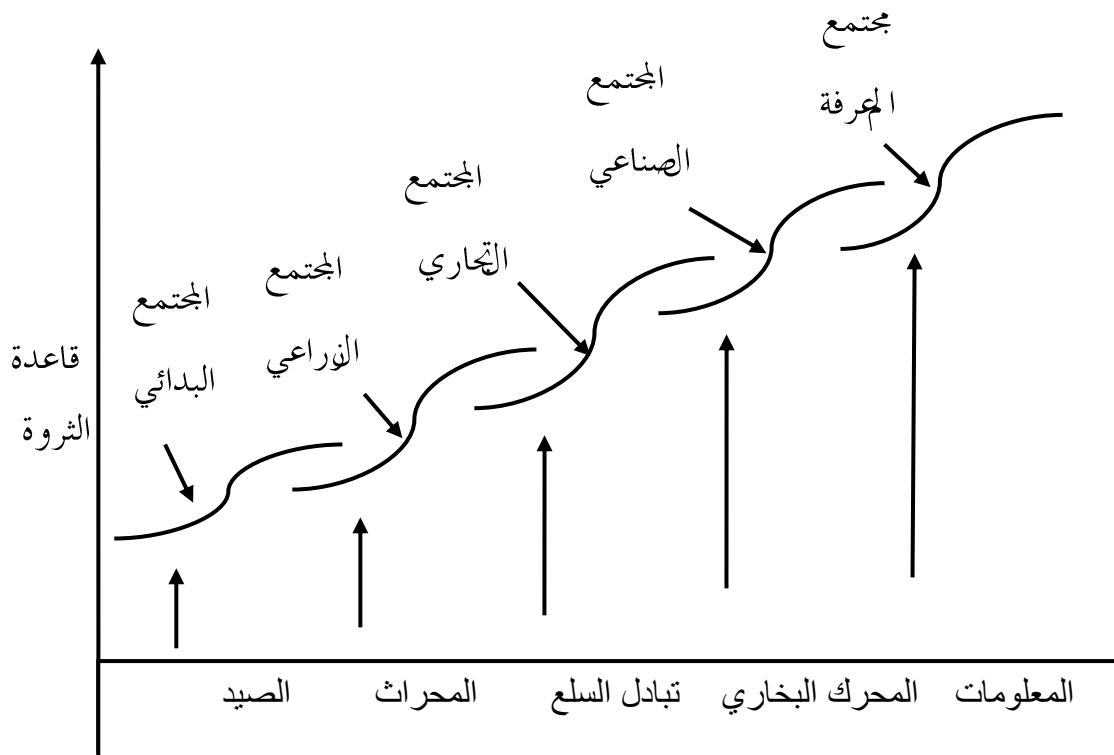 مجتمع
المعرفة
المجتمع
الصناعي
المجتمع
التجاري
المجتمع
الزراعي
المجتمع
البدائي
قاعدة
الثروة
الصيد
المحراث
تبادل السلع
المحرك البخاري
المعلومات